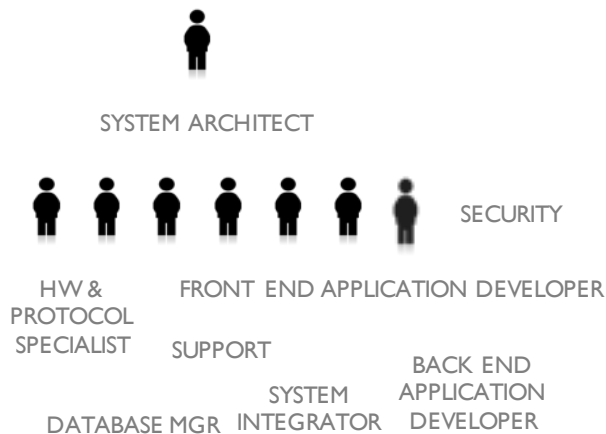 SYSTEM ARCHITECT
SECURITY
HW &
PROTOCOL
SPECIALIST
FRONT END APPLICATION DEVELOPER
SUPPORT
BACK END
APPLICATION
DEVELOPER
SYSTEM
INTEGRATOR
DATABASE MGR